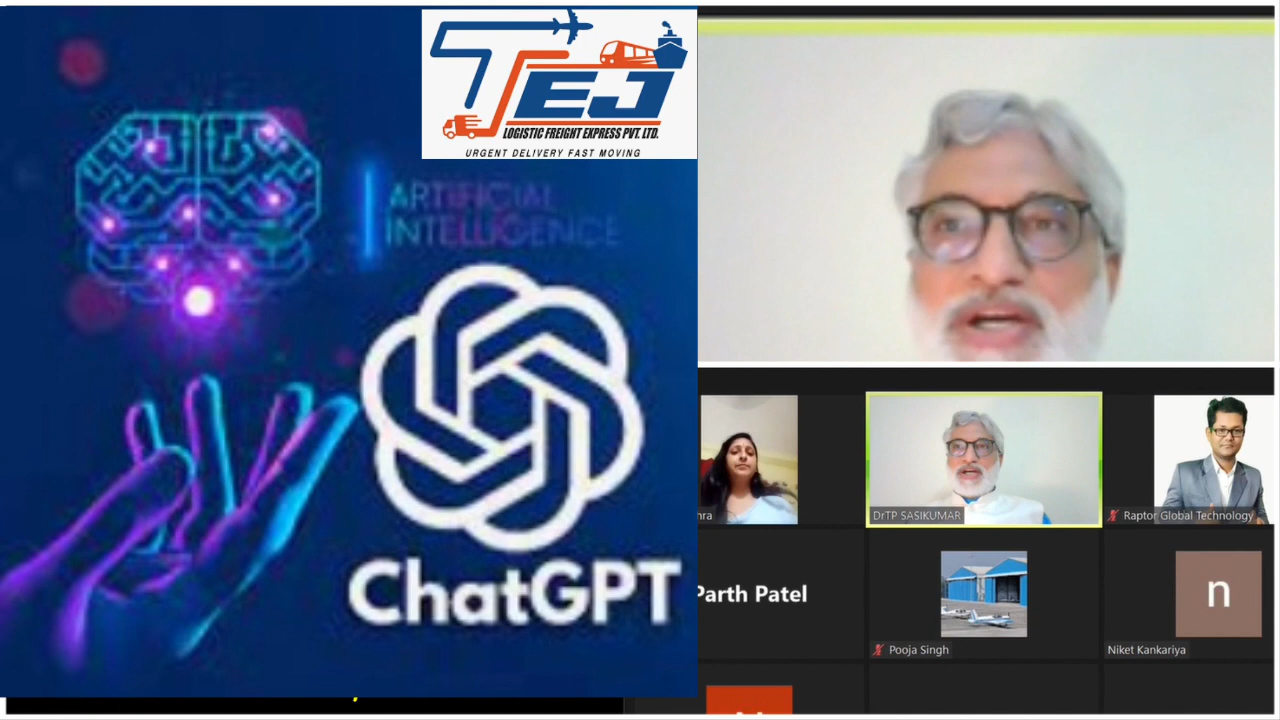 TEJ
LOGISTIC FREIGHT EXPRESS PVT. LTD.
URGENT DELIVERY FAST MOVING
ARTIFICIAL
INTELLIGENCE
ChatGPT
hra
DrTP SASIKUMAR
Raptor Global Technology
Parth Patel
Pooja Singh
n
Niket Kankariya